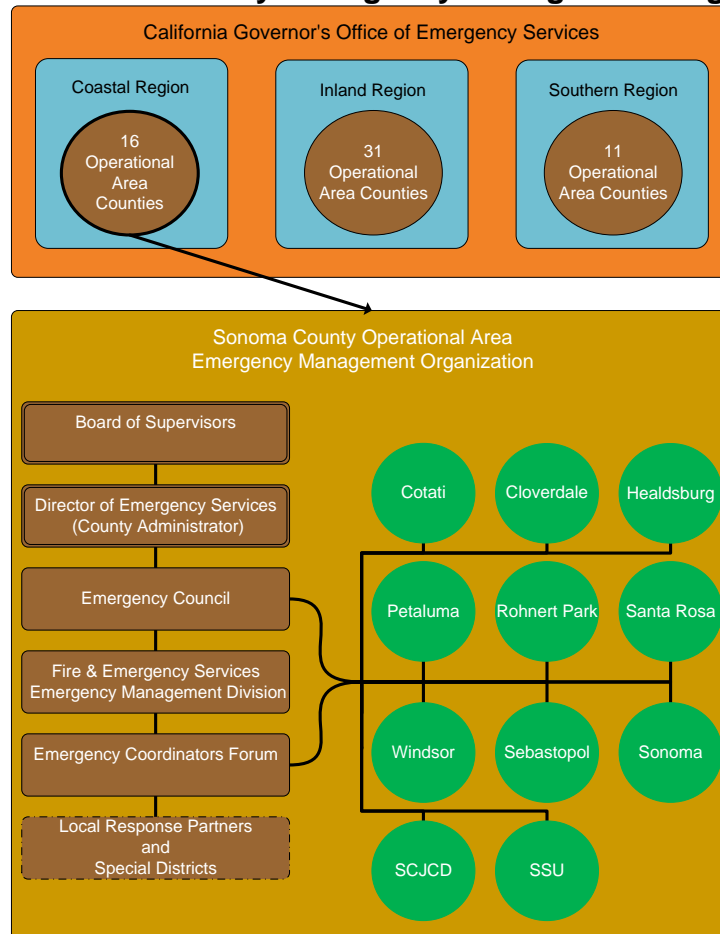 California Governor's Office of Emergency Services
Coastal Region
Inland Region
Southern Region
16
Operational
Area
Counties
31
Operational
Area Counties
11
Operational
Area Counties
Sonoma County Operational Area
Emergency Management Organization
Board of Supervisors
Director of Emergency Services
(County Administrator)
Emergency Council
Fire & Emergency Services
Emergency Management Division
Emergency Coordinators Forum
Local Response Partners
and
Special Districts
Cotati
Cloverdale
Healdsburg
Petaluma
Rohnert Park
Santa Rosa
Windsor
Sebastopol
Sonoma
SCJCD
SSU